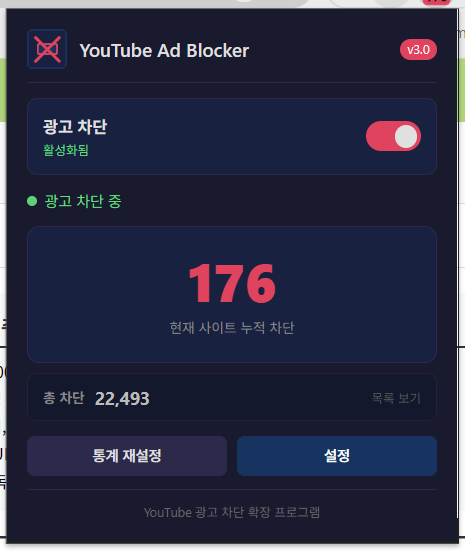 YouTube Ad Blocker
v3.0
광고 차단
활성화됨
광고 차단 중
176
현재 사이트 누적 차단
총 차단 22,493
목록 보기
통계 재설정
설정
YouTube 광고 차단 확장 프로그램